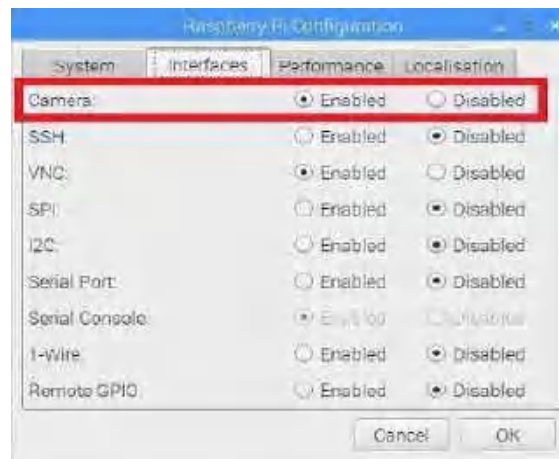 Raspberry Pi Configuration
System Interfaces Performance Localisation
Camera: Enabled Disabled
SSH: Enabled Disabled
VNC: Enabled Disabled
SPI: Enabled Disabled
I2C: Enabled Disabled
Serial Port: Enabled Disabled
Serial Console: Enabled Disabled
1-Wire: Enabled Disabled
Remote GPIO: Enabled Disabled
Cancel OK